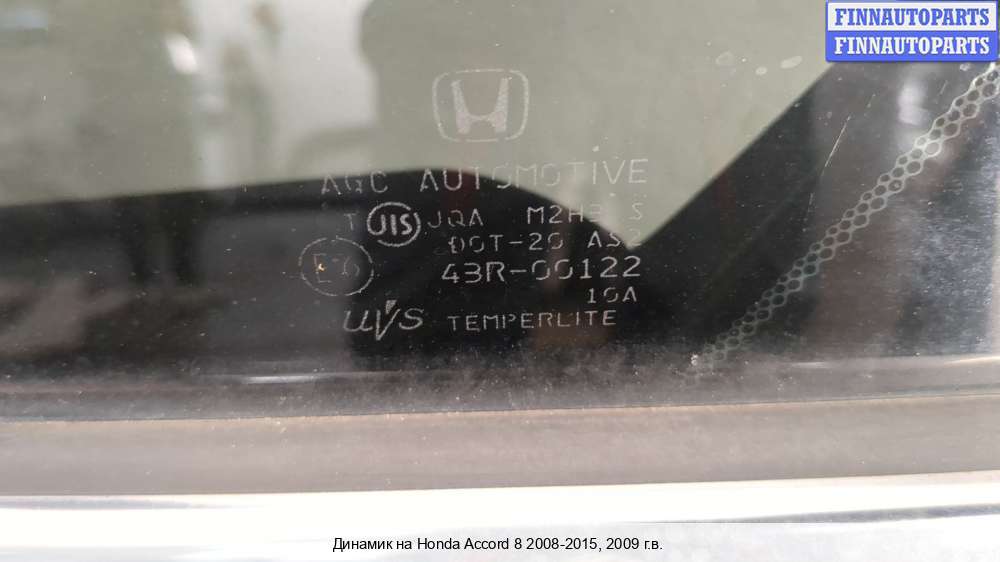 FINNAUTOPARTS
FINNAUTOPARTS
AGC AUTOMOTIVE
T JIS JQA M2H3 S
DOT-20 AS2
43R-00122
10A
UVS TEMPERLITE
Динамик на Honda Accord 8 2008-2015, 2009 г.в.